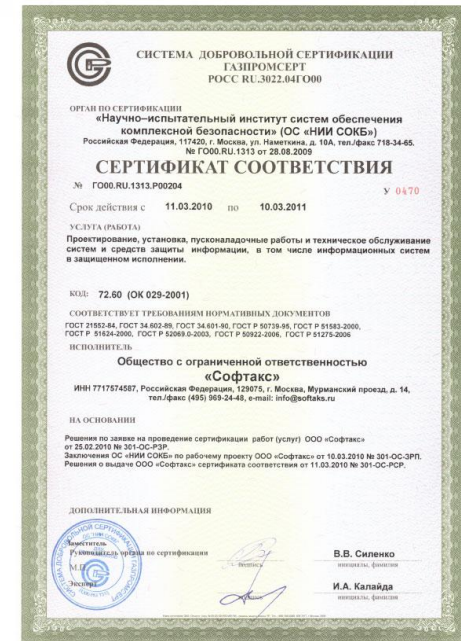 СИСТЕМА ДОБРОВОЛЬНОЙ СЕРТИФИКАЦИИ
ГАЗПРОМСЕРТ
РОСС RU.3022.04ГО00
ОРГАН ПО СЕРТИФИКАЦИИ
«Научно–испытательный институт систем обеспечения
комплексной безопасности» (ОС «НИИ СОКБ»)
Российская Федерация, 117420, г. Москва, ул. Наметкина, д. 10А, тел./факс 718-34-65.
№ ГО00.RU.1313 от 28.08.2009
СЕРТИФИКАТ СООТВЕТСТВИЯ
№ ГО00.RU.1313.Р00204
У 0470
Срок действия с 11.03.2010 по 10.03.2011
УСЛУГА (РАБОТА)
Проектирование, установка, пусконаладочные работы и техническое обслуживание
систем и средств защиты информации, в том числе информационных систем
в защищенном исполнении.
КОД: 72.60 (ОК 029-2001)
СООТВЕТСТВУЕТ ТРЕБОВАНИЯМ НОРМАТИВНЫХ ДОКУМЕНТОВ
ГОСТ 21552-84, ГОСТ 34.602-89, ГОСТ 34.601-90, ГОСТ Р 50739-95, ГОСТ Р 51583-2000,
ГОСТ Р 51624-2000, ГОСТ Р 52069.0-2003, ГОСТ Р 50922-2006, ГОСТ Р 51275-2006
ИСПОЛНИТЕЛЬ
Общество с ограниченной ответственностью
«Софтакс»
ИНН 7717574587, Российская Федерация, 129075, г. Москва, Мурманский проезд, д. 14,
тел./факс (495) 969-24-48, e-mail: info@softaks.ru
НА ОСНОВАНИИ
Решения по заявке на проведение сертификации работ (услуг) ООО «Софтакс»
от 25.02.2010 № 301-ОС-РЗР.
Заключения ОС «НИИ СОКБ» по рабочему проекту ООО «Софтакс» от 10.03.2010 № 301-ОС-ЗРП.
Решения о выдаче ООО «Софтакс» сертификата соответствия от 11.03.2010 № 301-ОС-РСР.
ДОПОЛНИТЕЛЬНАЯ ИНФОРМАЦИЯ
Заместитель
Руководитель органа по сертификации
подпись
В.В. Силенко
инициалы, фамилия
М.П.
Эксперт
подпись
И.А. Калайда
инициалы, фамилия